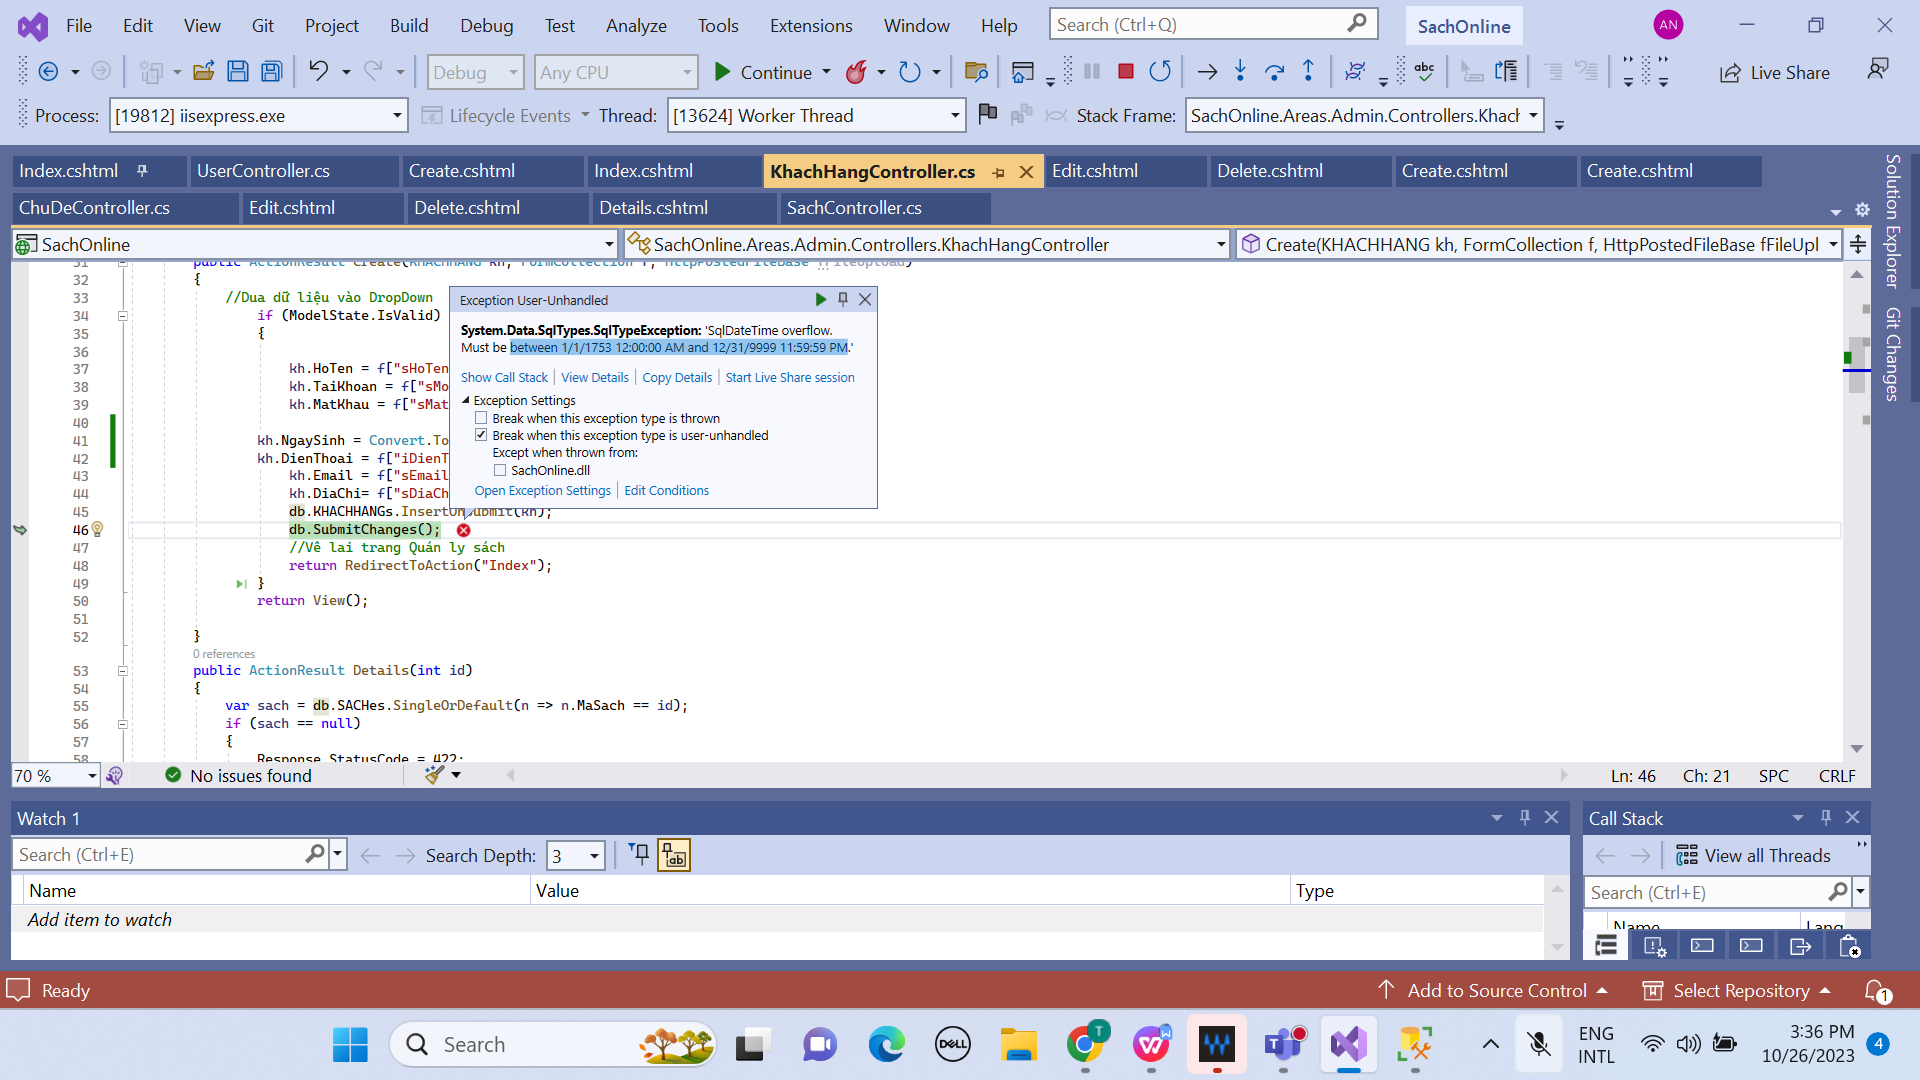 File Edit View Git Project Build Debug Test Analyze Tools Extensions Window Help Search (Ctrl+Q) SachOnline AN
Debug Any CPU Continue Live Share
Process: [19812] iisexpress.exe Lifecycle Events Thread: [13624] Worker Thread Stack Frame: SachOnline.Areas.Admin.Controllers.Khach
Index.cshtml UserController.cs Create.cshtml Index.cshtml KhachHangController.cs Edit.cshtml Delete.cshtml Create.cshtml Create.cshtml
ChuDeController.cs Edit.cshtml Delete.cshtml Details.cshtml SachController.cs
SachOnline SachOnline.Areas.Admin.Controllers.KhachHangController Create(KHACHHANG kh, FormCollection f, HttpPostedFileBase fFileUpl
Solution Explorer
Git Changes
31 public ActionResult Create(KHACHHANG kh, FormCollection f, HttpPostedFileBase fFileUpload)
32 {
33 //Dua dữ liệu vào DropDown
34 if (ModelState.IsValid)
35 {
36
37 kh.HoTen = f["sHoTen
38 kh.TaiKhoan = f["sMo
39 kh.MatKhau = f["sMat
40
41 kh.NgaySinh = Convert.To
42 kh.DienThoai = f["iDienT
43 kh.Email = f["sEmail
44 kh.DiaChi= f["sDiaCh
45 db.KHACHHANGs.InsertOnSubmit(kh);
46 db.SubmitChanges();
47 //Vê lai trang Quán ly sách
48 return RedirectToAction("Index");
49 }
50 return View();
51
52 }
0 references
53 public ActionResult Details(int id)
54 {
55 var sach = db.SACHes.SingleOrDefault(n => n.MaSach == id);
56 if (sach == null)
57 {
58 Response.StatusCode = 422;
Exception User-Unhandled
System.Data.SqlTypes.SqlTypeException: 'SqlDateTime overflow.
Must be between 1/1/1753 12:00:00 AM and 12/31/9999 11:59:59 PM.'
Show Call Stack View Details Copy Details Start Live Share session
Exception Settings
Break when this exception type is thrown
Break when this exception type is user-unhandled
Except when thrown from:
SachOnline.dll
Open Exception Settings Edit Conditions
70 % No issues found Ln: 46 Ch: 21 SPC CRLF
Watch 1
Search (Ctrl+E) Search Depth: 3
Name Value Type
Add item to watch
Call Stack
View all Threads
Search (Ctrl+E)
Name Lang
Ready Add to Source Control Select Repository 1
Search DELL T W T ENG
INTL 3:36 PM
10/26/2023 4